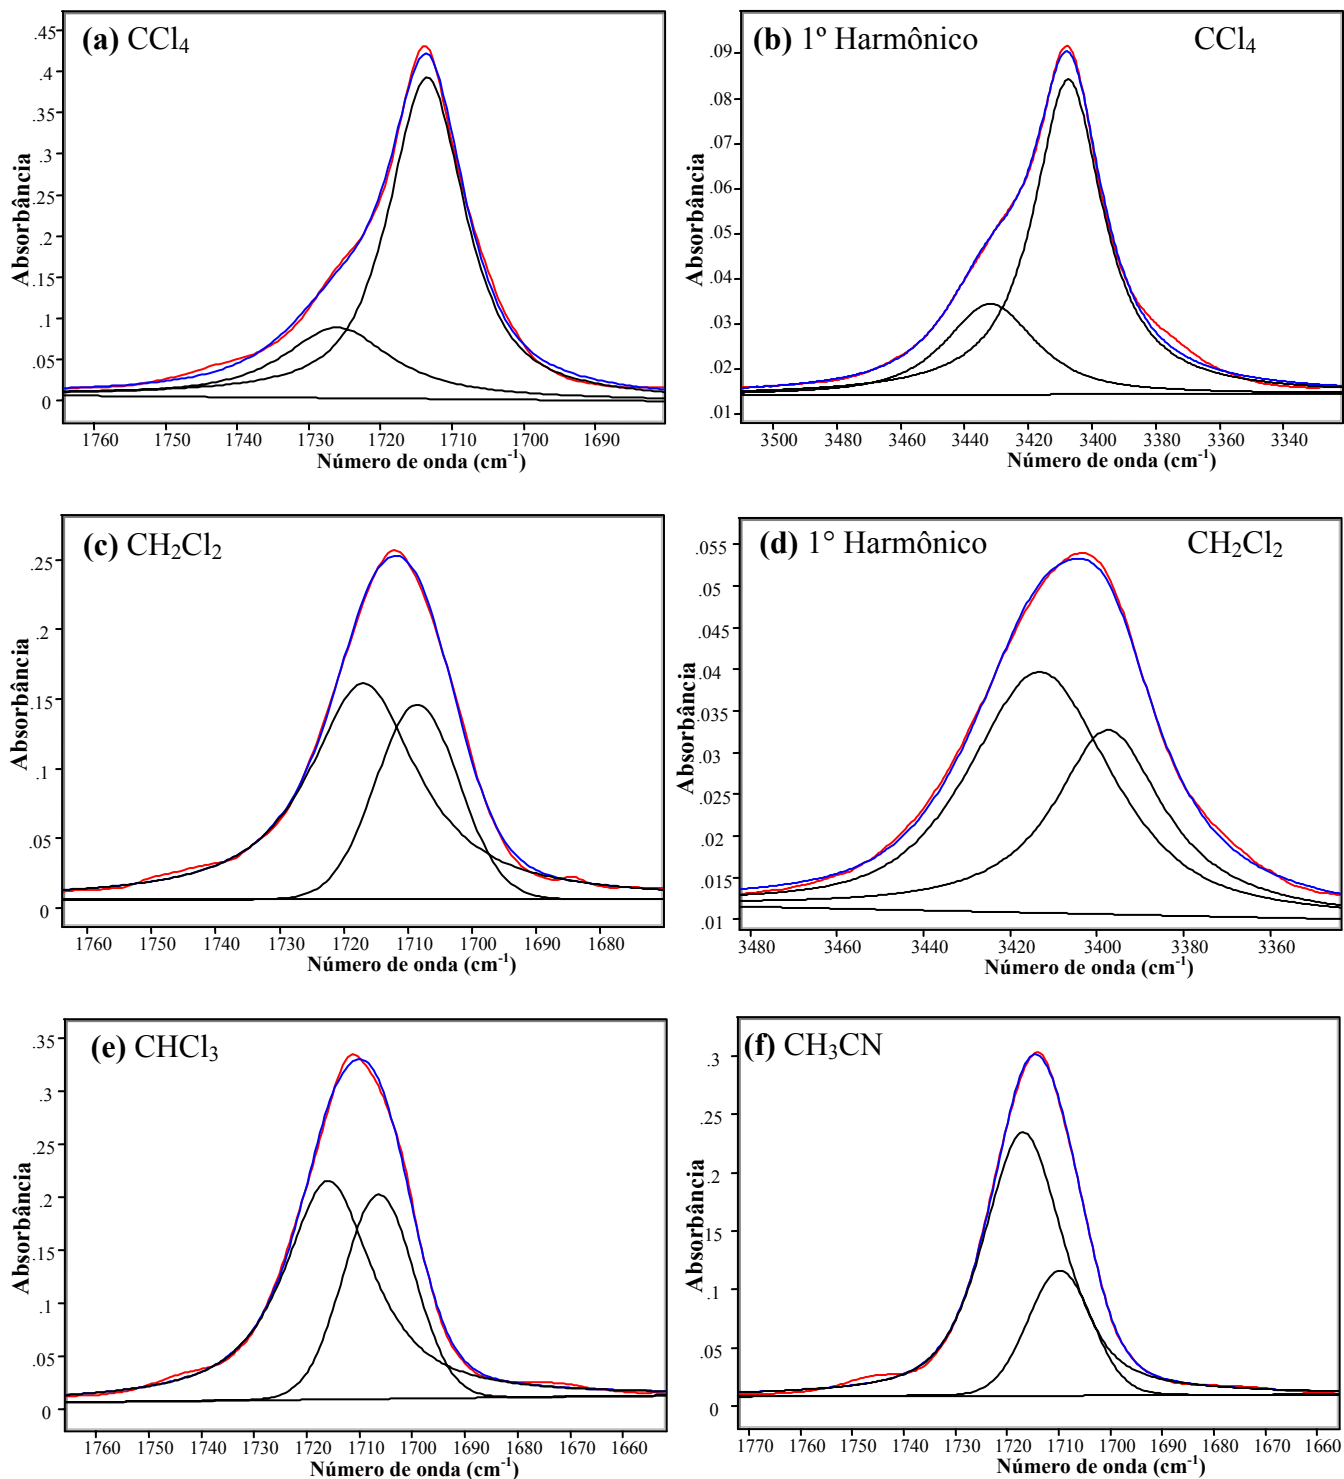 (a) CCl₄
Absorbância
.45
.4
.35
.3
.25
.2
.15
.1
.05
0
1760 1750 1740 1730 1720 1710 1700 1690
Número de onda (cm⁻¹)
(b) 1º Harmônico CCl₄
Absorbância
.09
.08
.07
.06
.05
.04
.03
.02
.01
3500 3480 3460 3440 3420 3400 3380 3360 3340
Número de onda (cm⁻¹)
(c) CH₂Cl₂
Absorbância
.25
.2
.15
.1
.05
0
1760 1750 1740 1730 1720 1710 1700 1690 1680
Número de onda (cm⁻¹)
(d) 1° Harmônico CH₂Cl₂
Absorbância
.055
.05
.045
.04
.035
.03
.025
.02
.015
.01
3480 3460 3440 3420 3400 3380 3360
Número de onda (cm⁻¹)
(e) CHCl₃
Absorbância
.35
.3
.25
.2
.15
.1
.05
0
1760 1750 1740 1730 1720 1710 1700 1690 1680 1670 1660
Número de onda (cm⁻¹)
(f) CH₃CN
Absorbância
.3
.25
.2
.15
.1
.05
0
1770 1760 1750 1740 1730 1720 1710 1700 1690 1680 1670 1660
Número de onda (cm⁻¹)